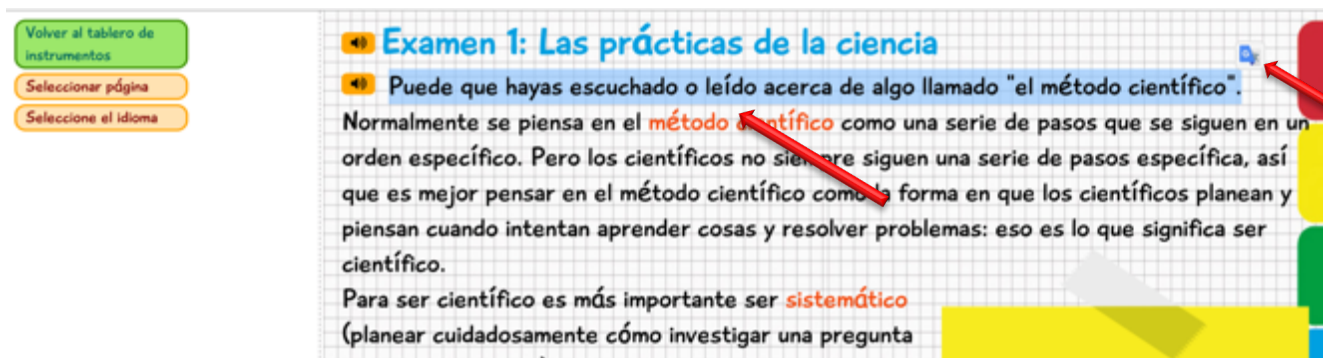 Volver al tablero de
instrumentos
Seleccionar página
Seleccione el idioma
Examen 1: Las prácticas de la ciencia
Puede que hayas escuchado o leído acerca de algo llamado "el método científico".
Normalmente se piensa en el método científico como una serie de pasos que se siguen en un
orden específico. Pero los científicos no siempre siguen una serie de pasos específica, así
que es mejor pensar en el método científico como la forma en que los científicos planean y
piensan cuando intentan aprender cosas y resolver problemas: eso es lo que significa ser
científico.
Para ser científico es más importante ser sistemático
(planear cuidadosamente cómo investigar una pregunta